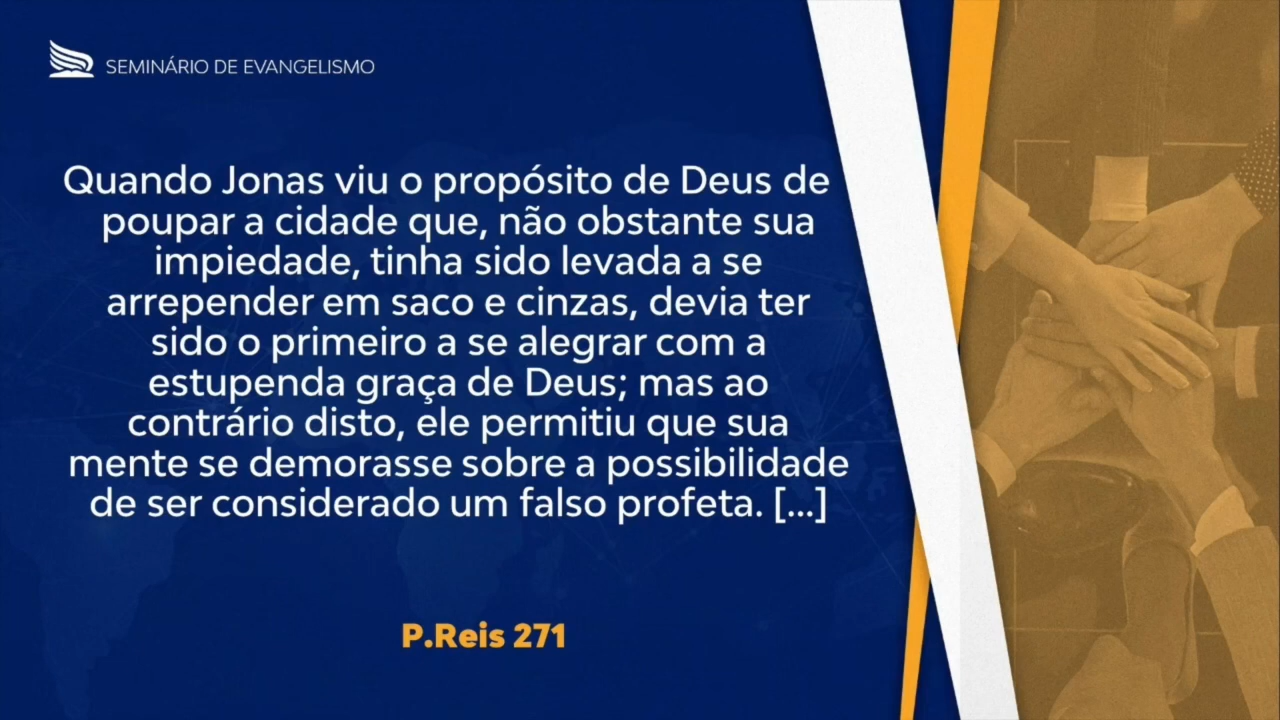 SEMINÁRIO DE EVANGELISMO
Quando Jonas viu o propósito de Deus de
poupar a cidade que, não obstante sua
impiedade, tinha sido levada a se
arrepender em saco e cinzas, devia ter
sido o primeiro a se alegrar com a
estupenda graça de Deus; mas ao
contrário disto, ele permitiu que sua
mente se demorasse sobre a possibilidade
de ser considerado um falso profeta. [...]
P.Reis 271